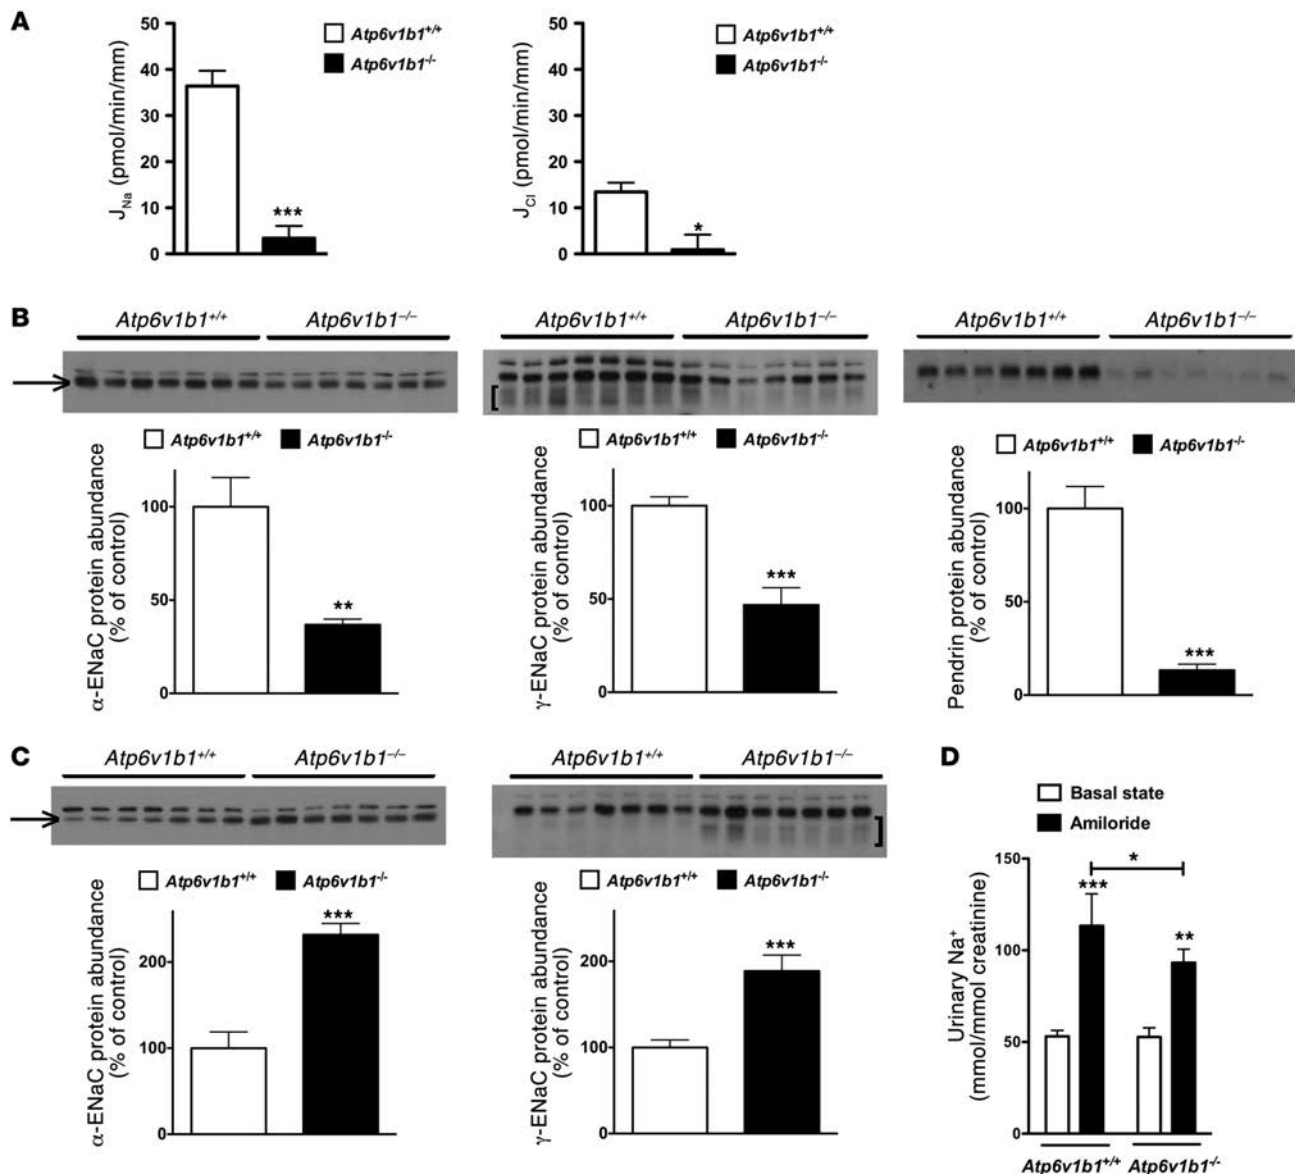 A
50
40
30
20
10
0
J_Na (pmol/min/mm)
Atp6v1b1+/+
Atp6v1b1-/-
***
50
40
30
20
10
0
J_Cl (pmol/min/mm)
Atp6v1b1+/+
Atp6v1b1-/-
*
B
Atp6v1b1+/+ Atp6v1b1–/–
Atp6v1b1+/+ Atp6v1b1-/-
α-ENaC protein abundance
(% of control)
100
50
0
**
Atp6v1b1+/+ Atp6v1b1–/–
Atp6v1b1+/+ Atp6v1b1-/-
γ-ENaC protein abundance
(% of control)
100
50
0
***
Atp6v1b1+/+ Atp6v1b1–/–
Atp6v1b1+/+ Atp6v1b1-/-
Pendrin protein abundance
(% of control)
100
50
0
***
C
Atp6v1b1+/+ Atp6v1b1–/–
Atp6v1b1+/+ Atp6v1b1-/-
α-ENaC protein abundance
(% of control)
200
100
0
***
Atp6v1b1+/+ Atp6v1b1–/–
Atp6v1b1+/+ Atp6v1b1-/-
γ-ENaC protein abundance
(% of control)
200
100
0
***
D
Basal state
Amiloride
Urinary Na+
(mmol/mmol creatinine)
150
100
50
0
*
***
**
Atp6v1b1+/+ Atp6v1b1-/-